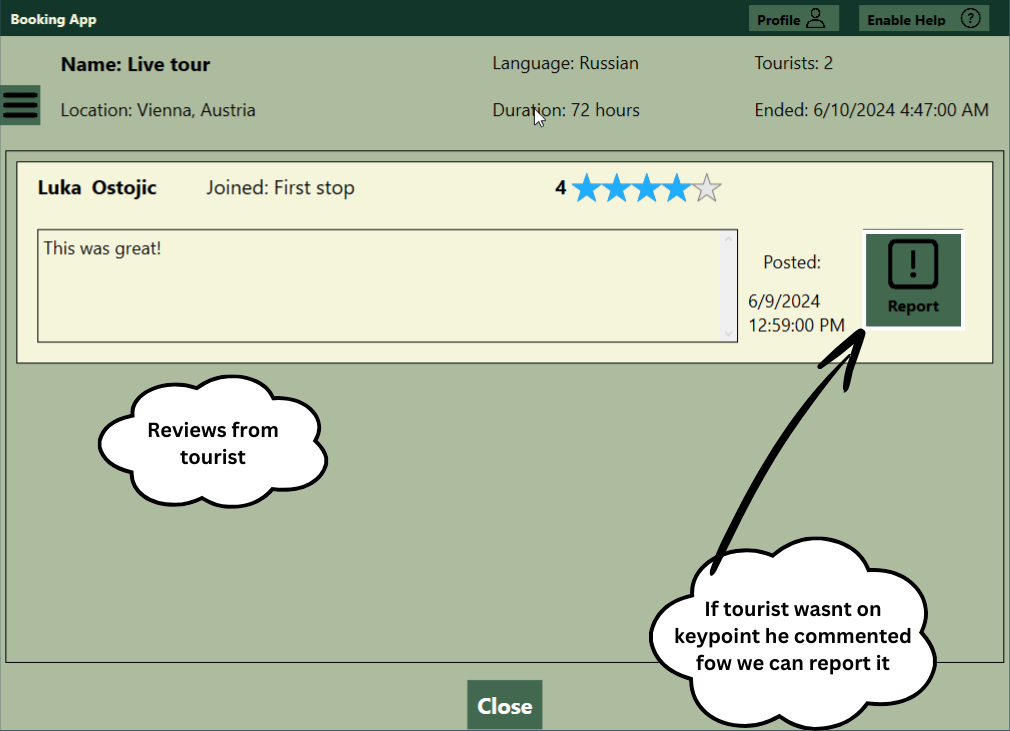 Booking App
Profile
Enable Help
Name: Live tour
Language: Russian
Tourists: 2
Location: Vienna, Austria
Duration: 72 hours
Ended: 6/10/2024 4:47:00 AM
Luka Ostojic
Joined: First stop
4
This was great!
Posted:
6/9/2024
12:59:00 PM
!
Report
Reviews from
tourist
If tourist wasnt on
keypoint he commented
fow we can report it
Close